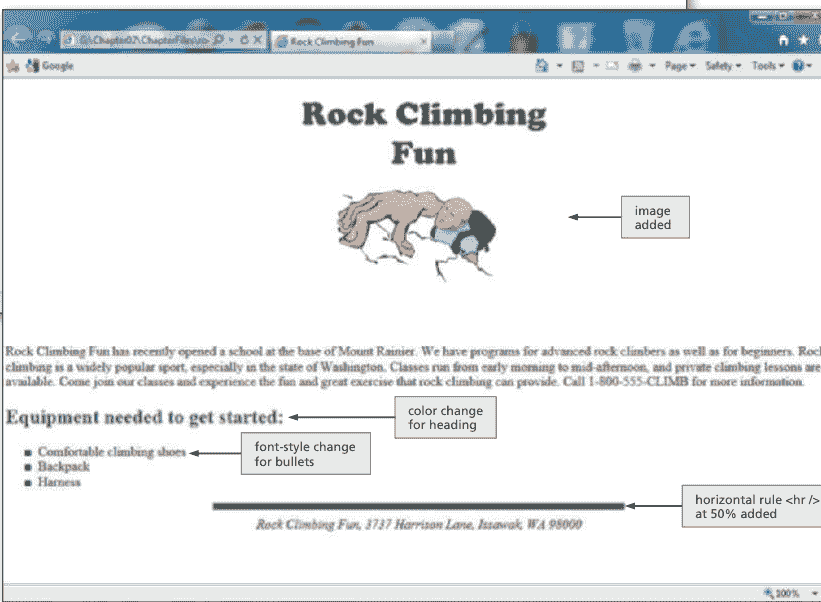 Rock Climbing Fun
Google
Page
Safety
Tools
Rock Climbing
Fun
image
added
Rock Climbing Fun has recently opened a school at the base of Mount Rainier. We have programs for advanced rock climbers as well as for beginners. Rock
climbing is a widely popular sport, especially in the state of Washington. Classes run from early morning to mid-afternoon, and private climbing lessons are
available. Come join our classes and experience the fun and great exercise that rock climbing can provide. Call 1-800-555-CLIMB for more information.
Equipment needed to get started:
color change
for heading
Comfortable climbing shoes
font-style change
for bullets
Backpack
Harness
horizontal rule <hr />
at 50% added
Rock Climbing Fun, 3737 Harrison Lane, Issawak, WA 98000
100%